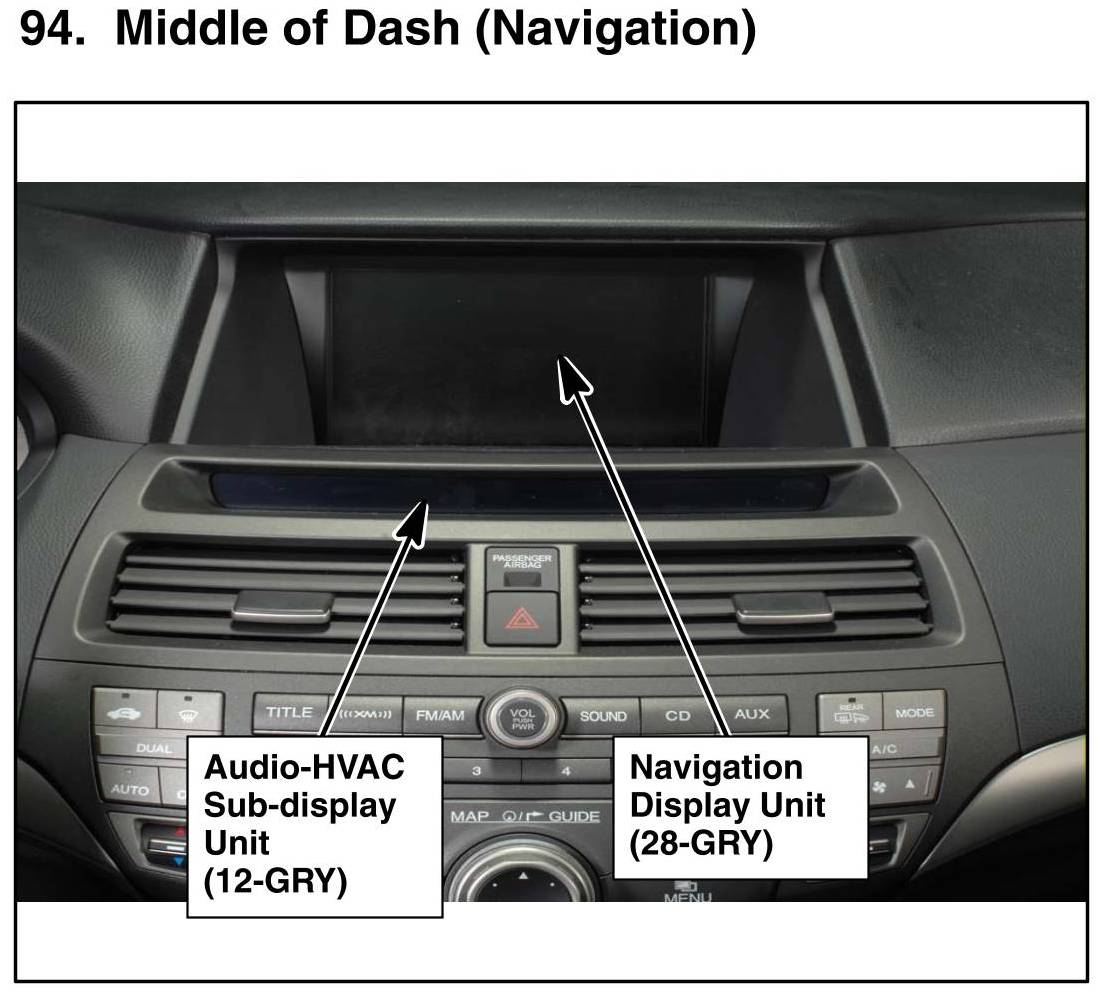 94. Middle of Dash (Navigation)
PASSENGER
AIRBAG
TITLE
(((XM)))
FM/AM
VOL
PUSH
PWR
SOUND
CD
AUX
REAR
MODE
DUAL
A/C
AUTO
3
4
MAP
GUIDE
MENU
Audio-HVAC
Sub-display
Unit
(12-GRY)
Navigation
Display Unit
(28-GRY)